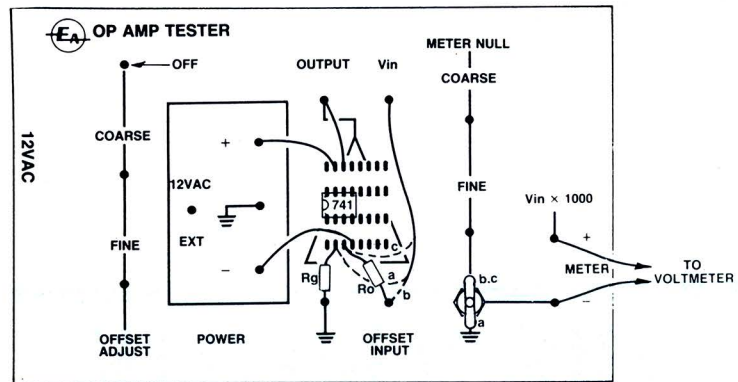 EA OP AMP TESTER
OFF
OUTPUT
Vin
METER NULL
COARSE
COARSE
12VAC
+
12VAC
EXT
–
741
FINE
FINE
Vin × 1000
+
METER
–
TO
VOLTMETER
c
a
b
b.c
a
Rg
Ro
OFFSET
ADJUST
POWER
OFFSET
INPUT